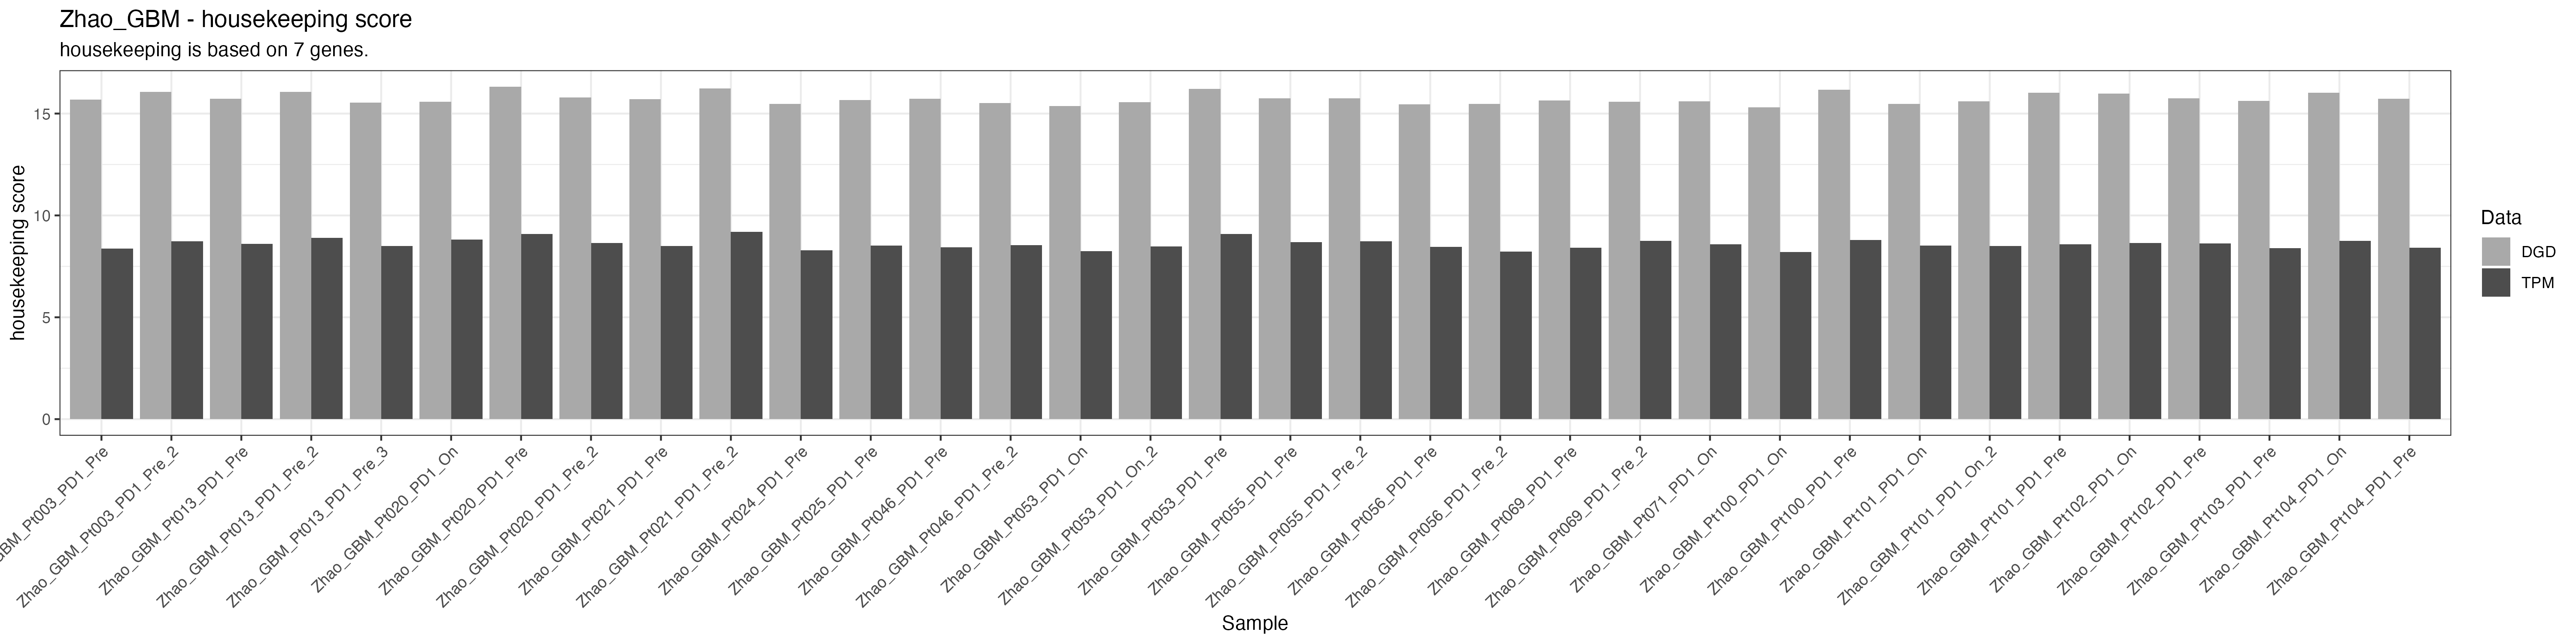 Zhao_GBM - housekeeping score
housekeeping is based on 7 genes.
housekeeping score
15
10
5
0
GBM_Pt003_PD1_Pre
Zhao_GBM_Pt003_PD1_Pre_2
Zhao_GBM_Pt013_PD1_Pre
Zhao_GBM_Pt013_PD1_Pre_2
Zhao_GBM_Pt013_PD1_Pre_3
Zhao_GBM_Pt020_PD1_On
Zhao_GBM_Pt020_PD1_Pre
Zhao_GBM_Pt020_PD1_Pre_2
Zhao_GBM_Pt021_PD1_Pre
Zhao_GBM_Pt021_PD1_Pre_2
Zhao_GBM_Pt024_PD1_Pre
Zhao_GBM_Pt025_PD1_Pre
Zhao_GBM_Pt046_PD1_Pre
Zhao_GBM_Pt046_PD1_Pre_2
Zhao_GBM_Pt053_PD1_On
Zhao_GBM_Pt053_PD1_On_2
Zhao_GBM_Pt053_PD1_Pre
Zhao_GBM_Pt055_PD1_Pre
Zhao_GBM_Pt055_PD1_Pre_2
Zhao_GBM_Pt056_PD1_Pre
Zhao_GBM_Pt056_PD1_Pre_2
Zhao_GBM_Pt069_PD1_Pre
Zhao_GBM_Pt069_PD1_Pre_2
Zhao_GBM_Pt071_PD1_On
Zhao_GBM_Pt100_PD1_On
Zhao_GBM_Pt100_PD1_Pre
Zhao_GBM_Pt101_PD1_On
Zhao_GBM_Pt101_PD1_On_2
Zhao_GBM_Pt101_PD1_Pre
Zhao_GBM_Pt102_PD1_On
Zhao_GBM_Pt102_PD1_Pre
Zhao_GBM_Pt103_PD1_Pre
Zhao_GBM_Pt104_PD1_On
Zhao_GBM_Pt104_PD1_Pre
Sample
Data
DGD
TPM